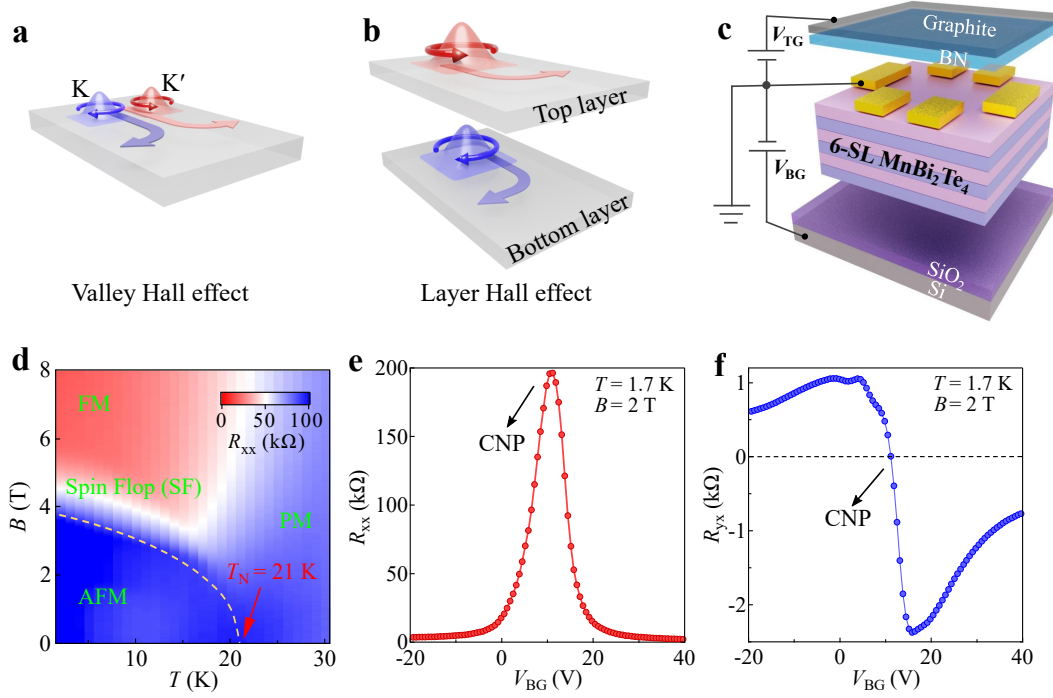 a
K
K′
Valley Hall effect
b
Top layer
Bottom layer
Layer Hall effect
c
Graphite
V_TG
BN
6-SL MnBi₂Te₄
V_BG
SiO₂
Si
d
8
6
4
2
0
B (T)
FM
0 50 100
R_xx (kΩ)
Spin Flop (SF)
PM
T_N = 21 K
AFM
0 10 20 30
T (K)
e
200
150
100
50
0
R_xx (kΩ)
T = 1.7 K
B = 2 T
CNP
-20 0 20 40
V_BG (V)
f
1
0
-1
-2
R_yx (kΩ)
T = 1.7 K
B = 2 T
CNP
-20 0 20 40
V_BG (V)